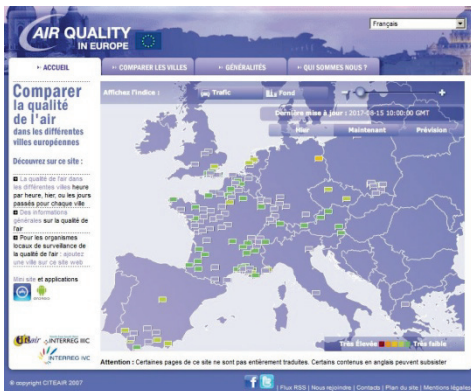 AIR QUALITY
IN EUROPE
Français
ACCUEIL
COMPARER LES VILLES
GÉNÉRALITÉS
QUI SOMMES NOUS ?
Comparer
la qualité
de l'air
dans les différentes
villes européennes
Découvrez sur ce site :
La qualité de l'air dans
les différentes villes heure
par heure, hier, ou les jours
passés pour chaque ville
Des informations
générales sur la qualité de
l'air
Pour les organismes
locaux de surveillance de
la qualité de l'air : ajoutez
une ville sur ce site web
site et applications
Affichez l'indice :
Trafic
Fond
- +
Dernière mise à jour : 2017-08-15 10:00:00 GMT
Hier
Maintenant
Prévision
Très Élevée
Très faible
citeair
INTERREG IIIC
INTERREG IVC
Attention : Certaines pages de ce site ne sont pas entièrement traduites. Certains contenus en anglais peuvent subsister
© copyright CITEAIR 2007
| Flux RSS | Nous rejoindre | Contacts | Plan du site | Mentions légales